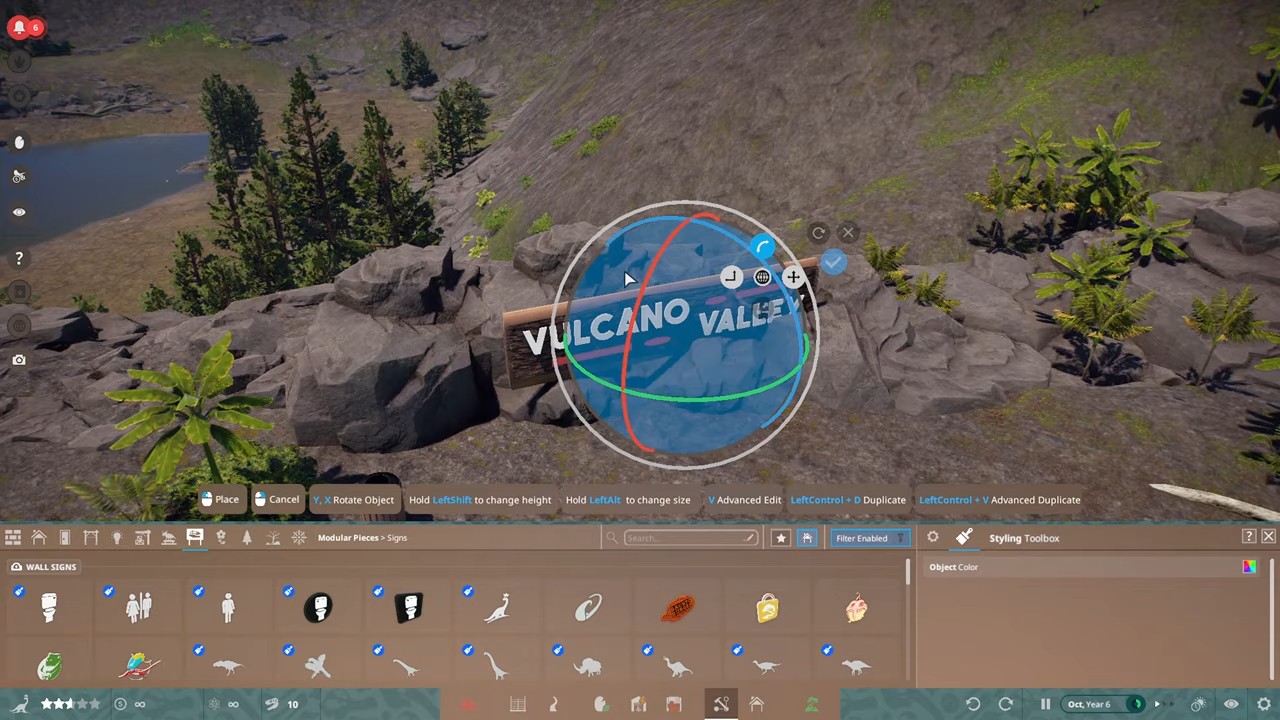 6
VULCANO VALLEY
Place
Cancel
Y, X Rotate Object
Hold LeftShift to change height
Hold LeftAlt to change size
V Advanced Edit
LeftControl + D Duplicate
LeftControl + V Advanced Duplicate
Modular Pieces > Signs
Search...
Filter Enabled
Styling Toolbox
?
WALL SIGNS
Object Color
∞
∞
10
Oct, Year 6